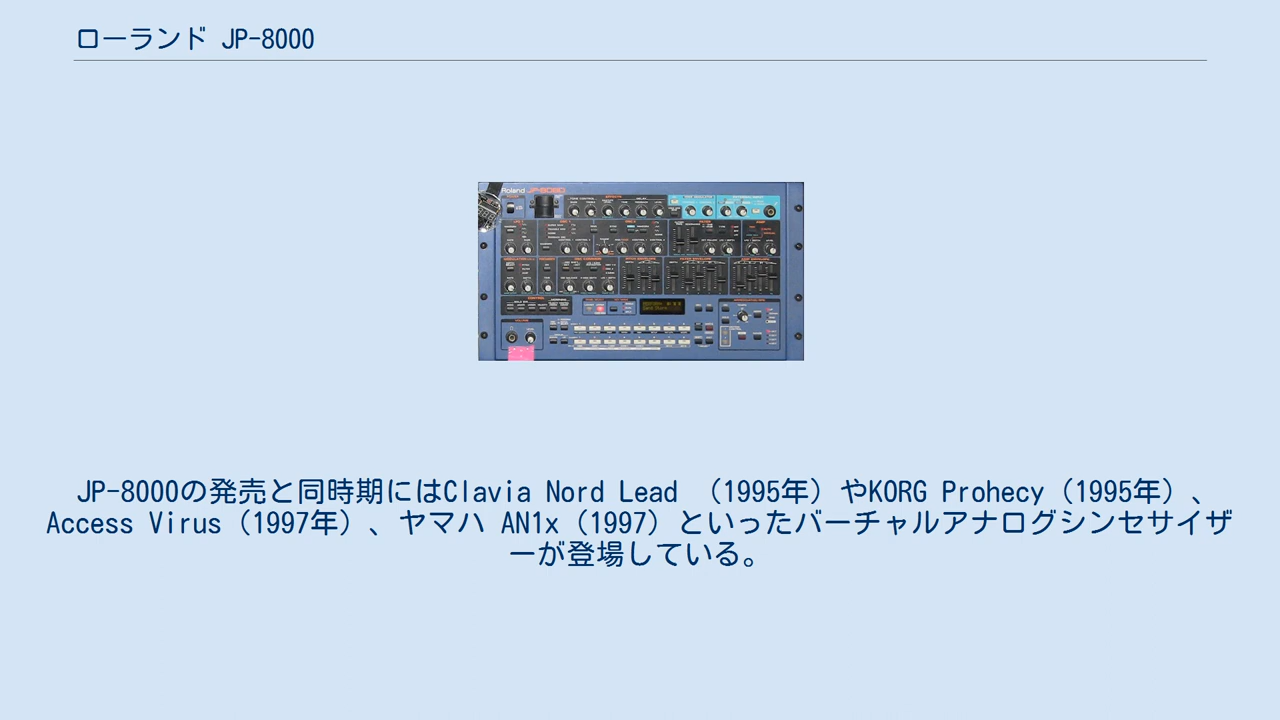 ローランド JP-8000
Roland JP-8080
JP-8000の発売と同時期にはClavia Nord Lead （1995年）やKORG Prohecy（1995年）、
Access Virus（1997年）、ヤマハ AN1x（1997）といったバーチャルアナログシンセサイザ
ーが登場している。